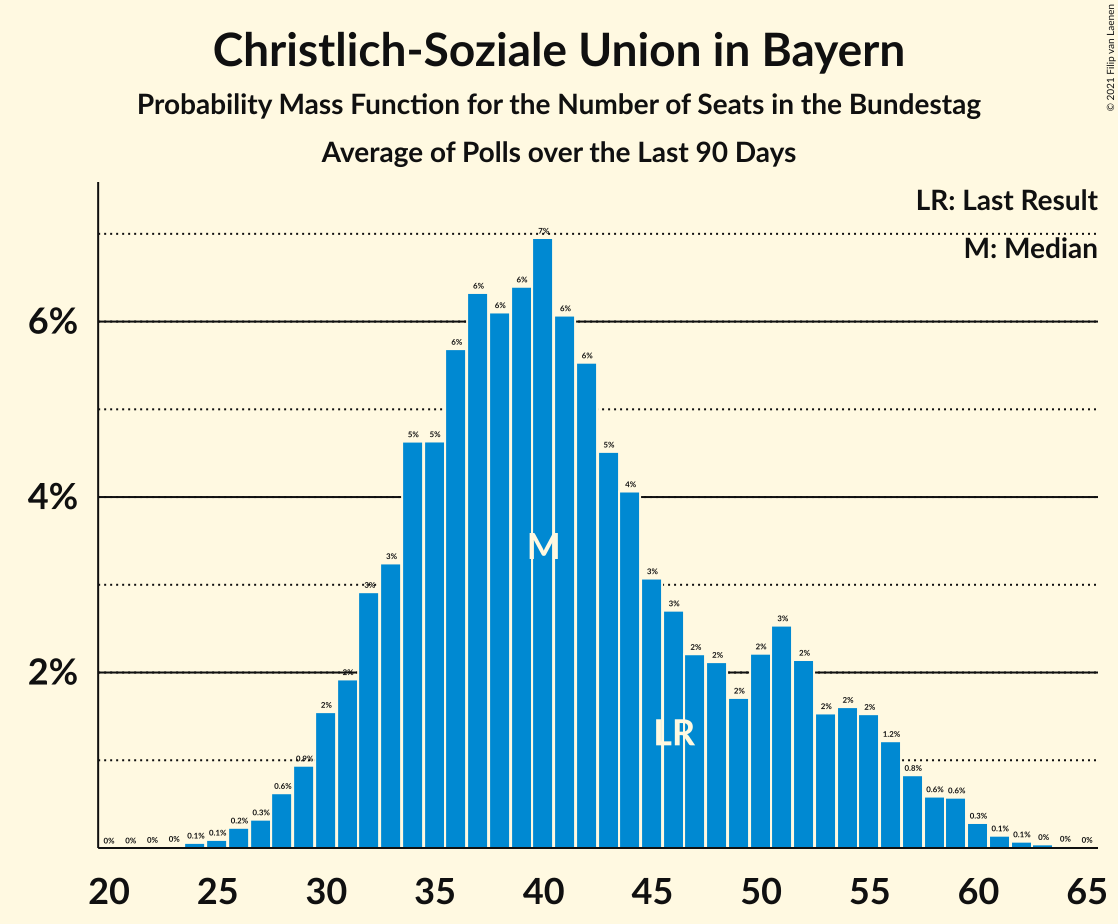 Christlich-Soziale Union in Bayern
Probability Mass Function for the Number of Seats in the Bundestag
Average of Polls over the Last 90 Days
© 2021 Filip van Laenen
LR: Last Result
M: Median
6%
4%
2%
0% 0% 0% 0% 0.1% 0.1% 0.2% 0.3% 0.6% 0.9% 2% 2% 3% 3% 5% 5% 6% 6% 6% 6% 7% 6% 6% 5% 4% 3% 3% 2% 2% 2% 2% 3% 2% 2% 2% 2% 1.2% 0.8% 0.6% 0.6% 0.3% 0.1% 0.1% 0% 0% 0%
M
LR
20 25 30 35 40 45 50 55 60 65